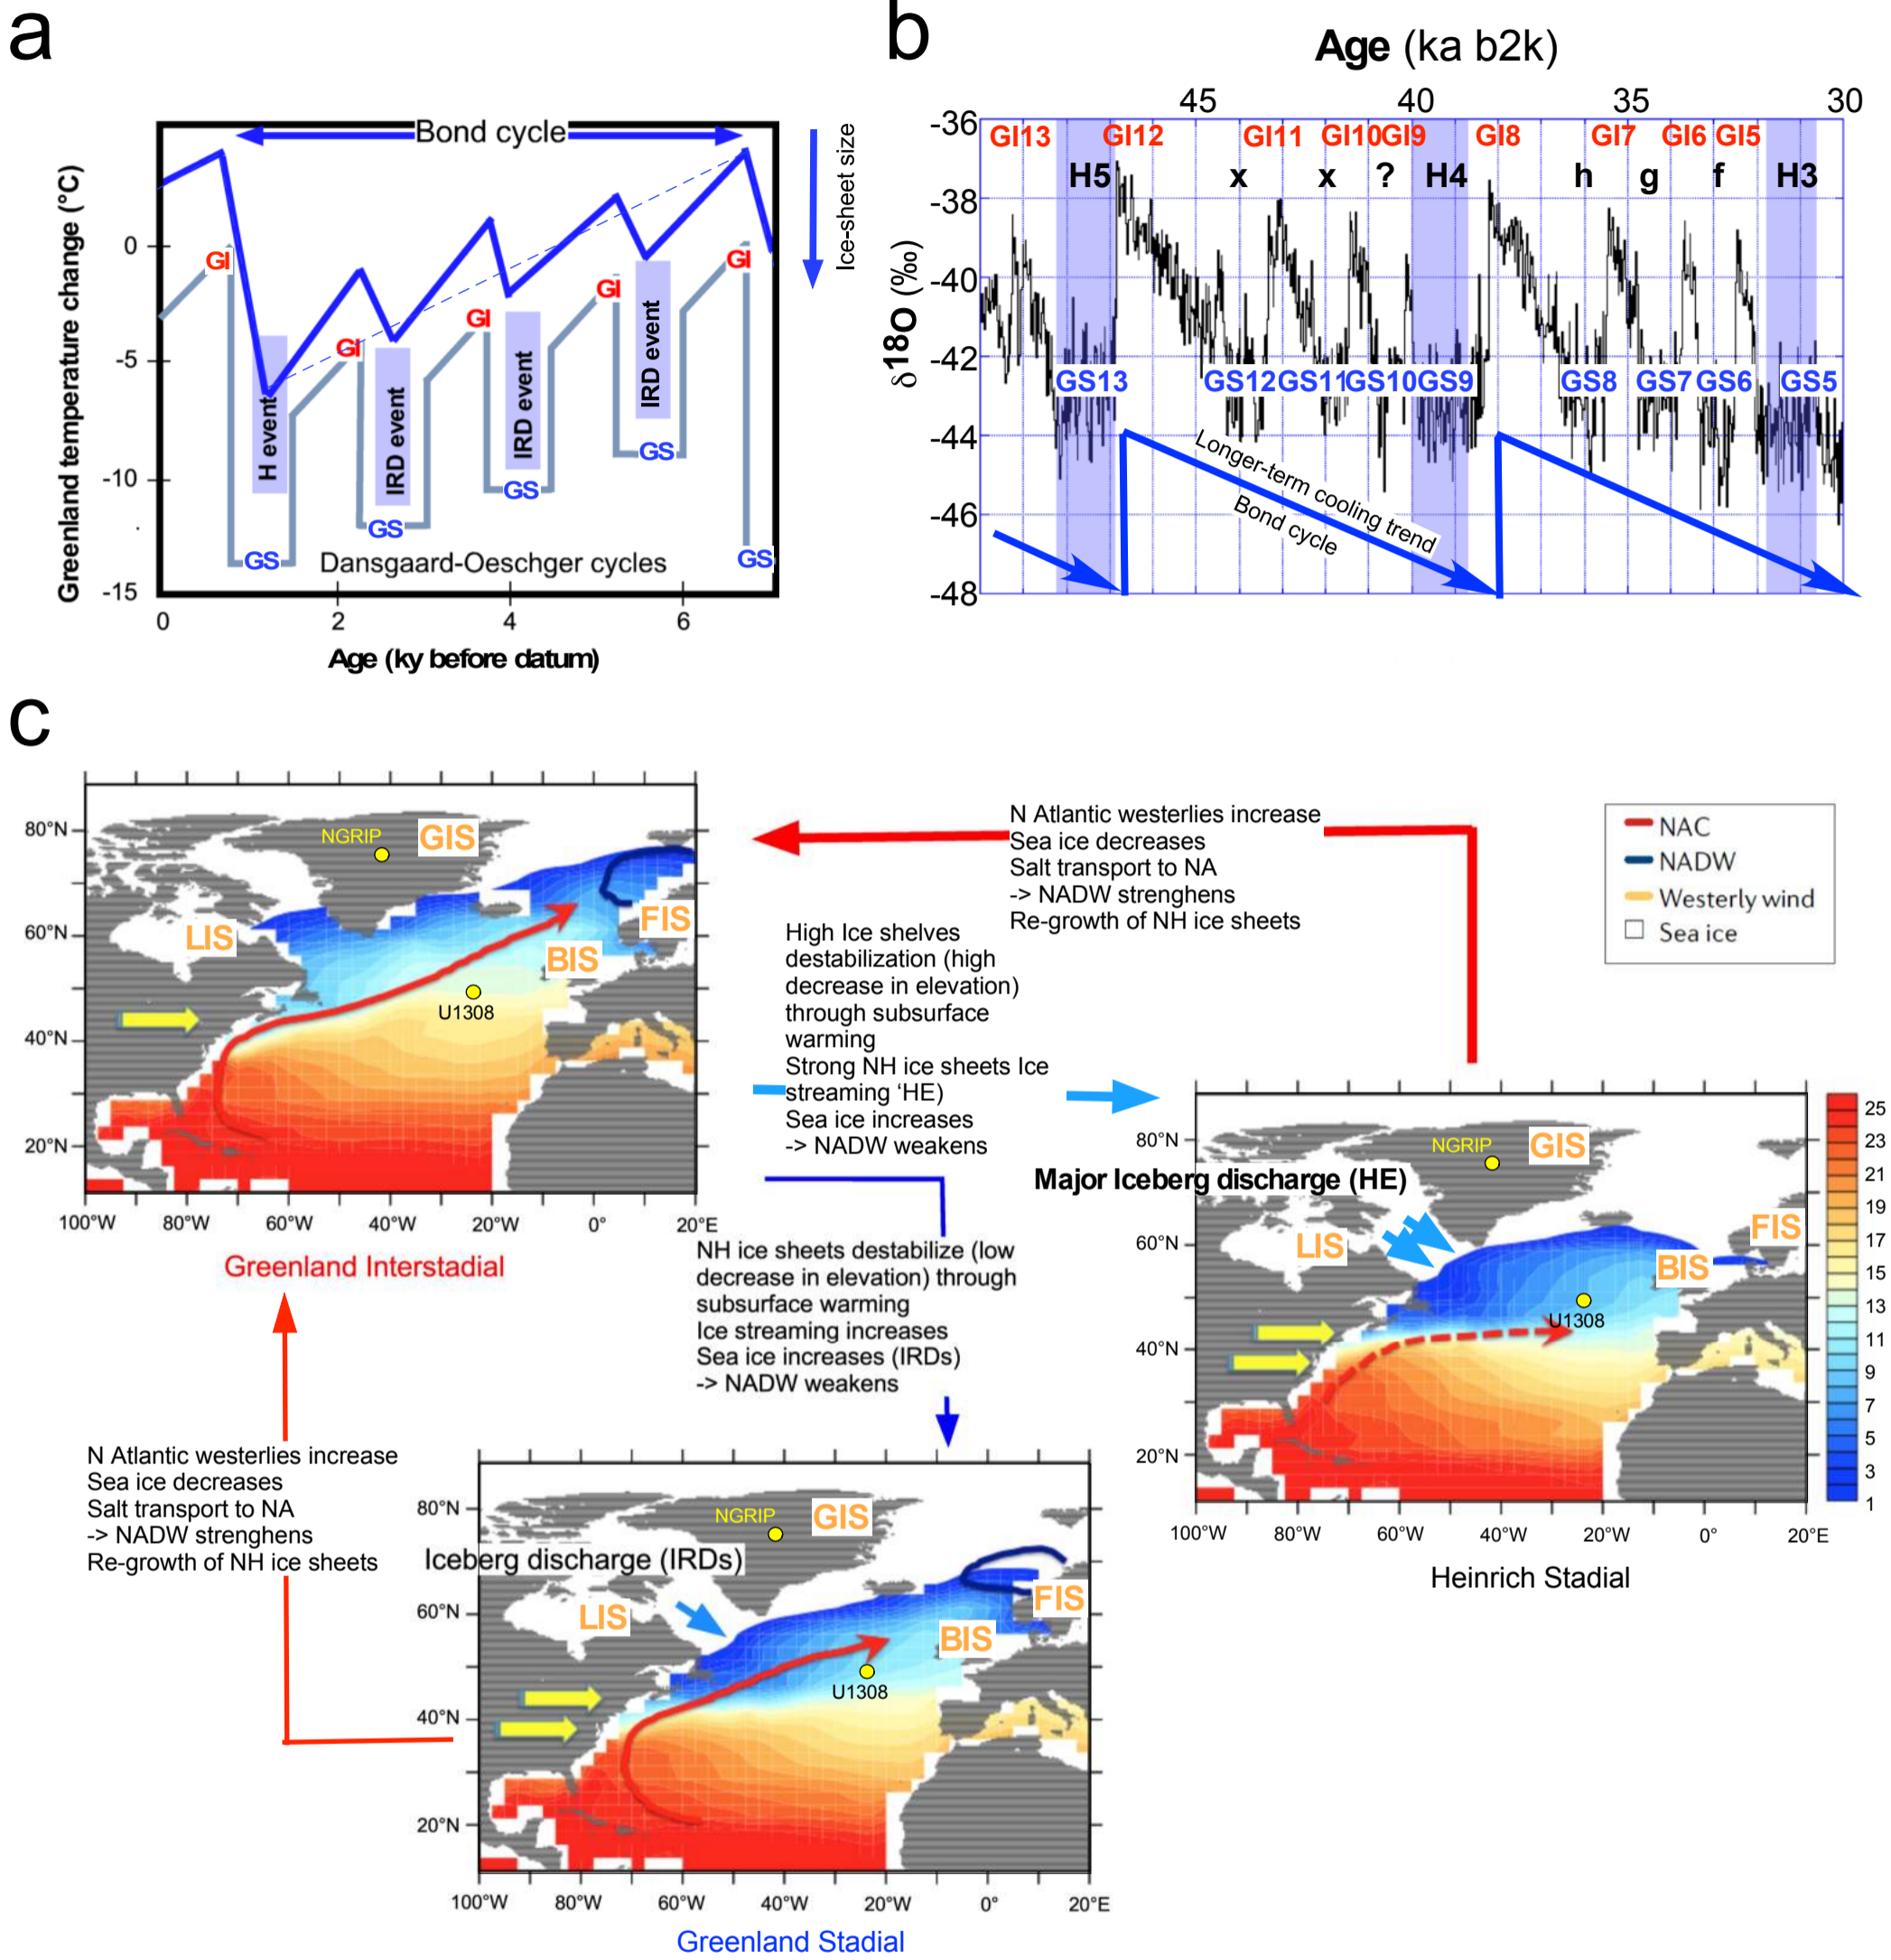 a
Bond cycle
Ice-sheet size
Greenland temperature change (°C)
0
-5
-10
-15
GI
GI
GI
GI
GI
H event
IRD event
IRD event
IRD event
GS
GS
GS
GS
GS
Dansgaard-Oeschger cycles
0 2 4 6
Age (ky before datum)
b
Age (ka b2k)
45 40 35 30
-36
-38
-40
-42
-44
-46
-48
δ18O (‰)
GI13 GI12 GI11 GI10 GI9 GI8 GI7 GI6 GI5
H5 x x ? H4 h g f H3
GS13 GS12 GS11 GS10 GS9 GS8 GS7 GS6 GS5
Longer-term cooling trend
Bond cycle
c
80°N
60°N
40°N
20°N
NGRIP
GIS
LIS
FIS
BIS
U1308
100°W 80°W 60°W 40°W 20°W 0° 20°E
Greenland Interstadial
N Atlantic westerlies increase
Sea ice decreases
Salt transport to NA
-> NADW strenghens
Re-growth of NH ice sheets
NAC
NADW
Westerly wind
Sea ice
High Ice shelves
destabilization (high
decrease in elevation)
through subsurface
warming
Strong NH ice sheets Ice
streaming ‘HE)
Sea ice increases
-> NADW weakens
Major Iceberg discharge (HE)
80°N
60°N
40°N
20°N
NGRIP
GIS
LIS
FIS
BIS
U1308
100°W 80°W 60°W 40°W 20°W 0° 20°E
Heinrich Stadial
25
23
21
19
17
15
13
11
9
7
5
3
1
NH ice sheets destabilize (low
decrease in elevation) through
subsurface warming
Ice streaming increases
Sea ice increases (IRDs)
-> NADW weakens
N Atlantic westerlies increase
Sea ice decreases
Salt transport to NA
-> NADW strenghens
Re-growth of NH ice sheets
80°N
60°N
40°N
20°N
NGRIP
GIS
Iceberg discharge (IRDs)
LIS
FIS
BIS
U1308
100°W 80°W 60°W 40°W 20°W 0° 20°E
Greenland Stadial